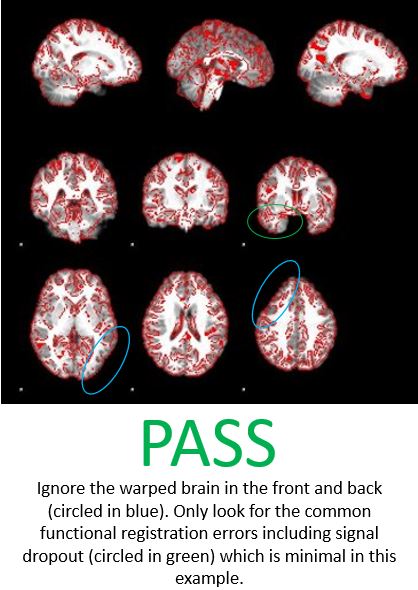 PASS
Ignore the warped brain in the front and back
(circled in blue). Only look for the common
functional registration errors including signal
dropout (circled in green) which is minimal in this
example.